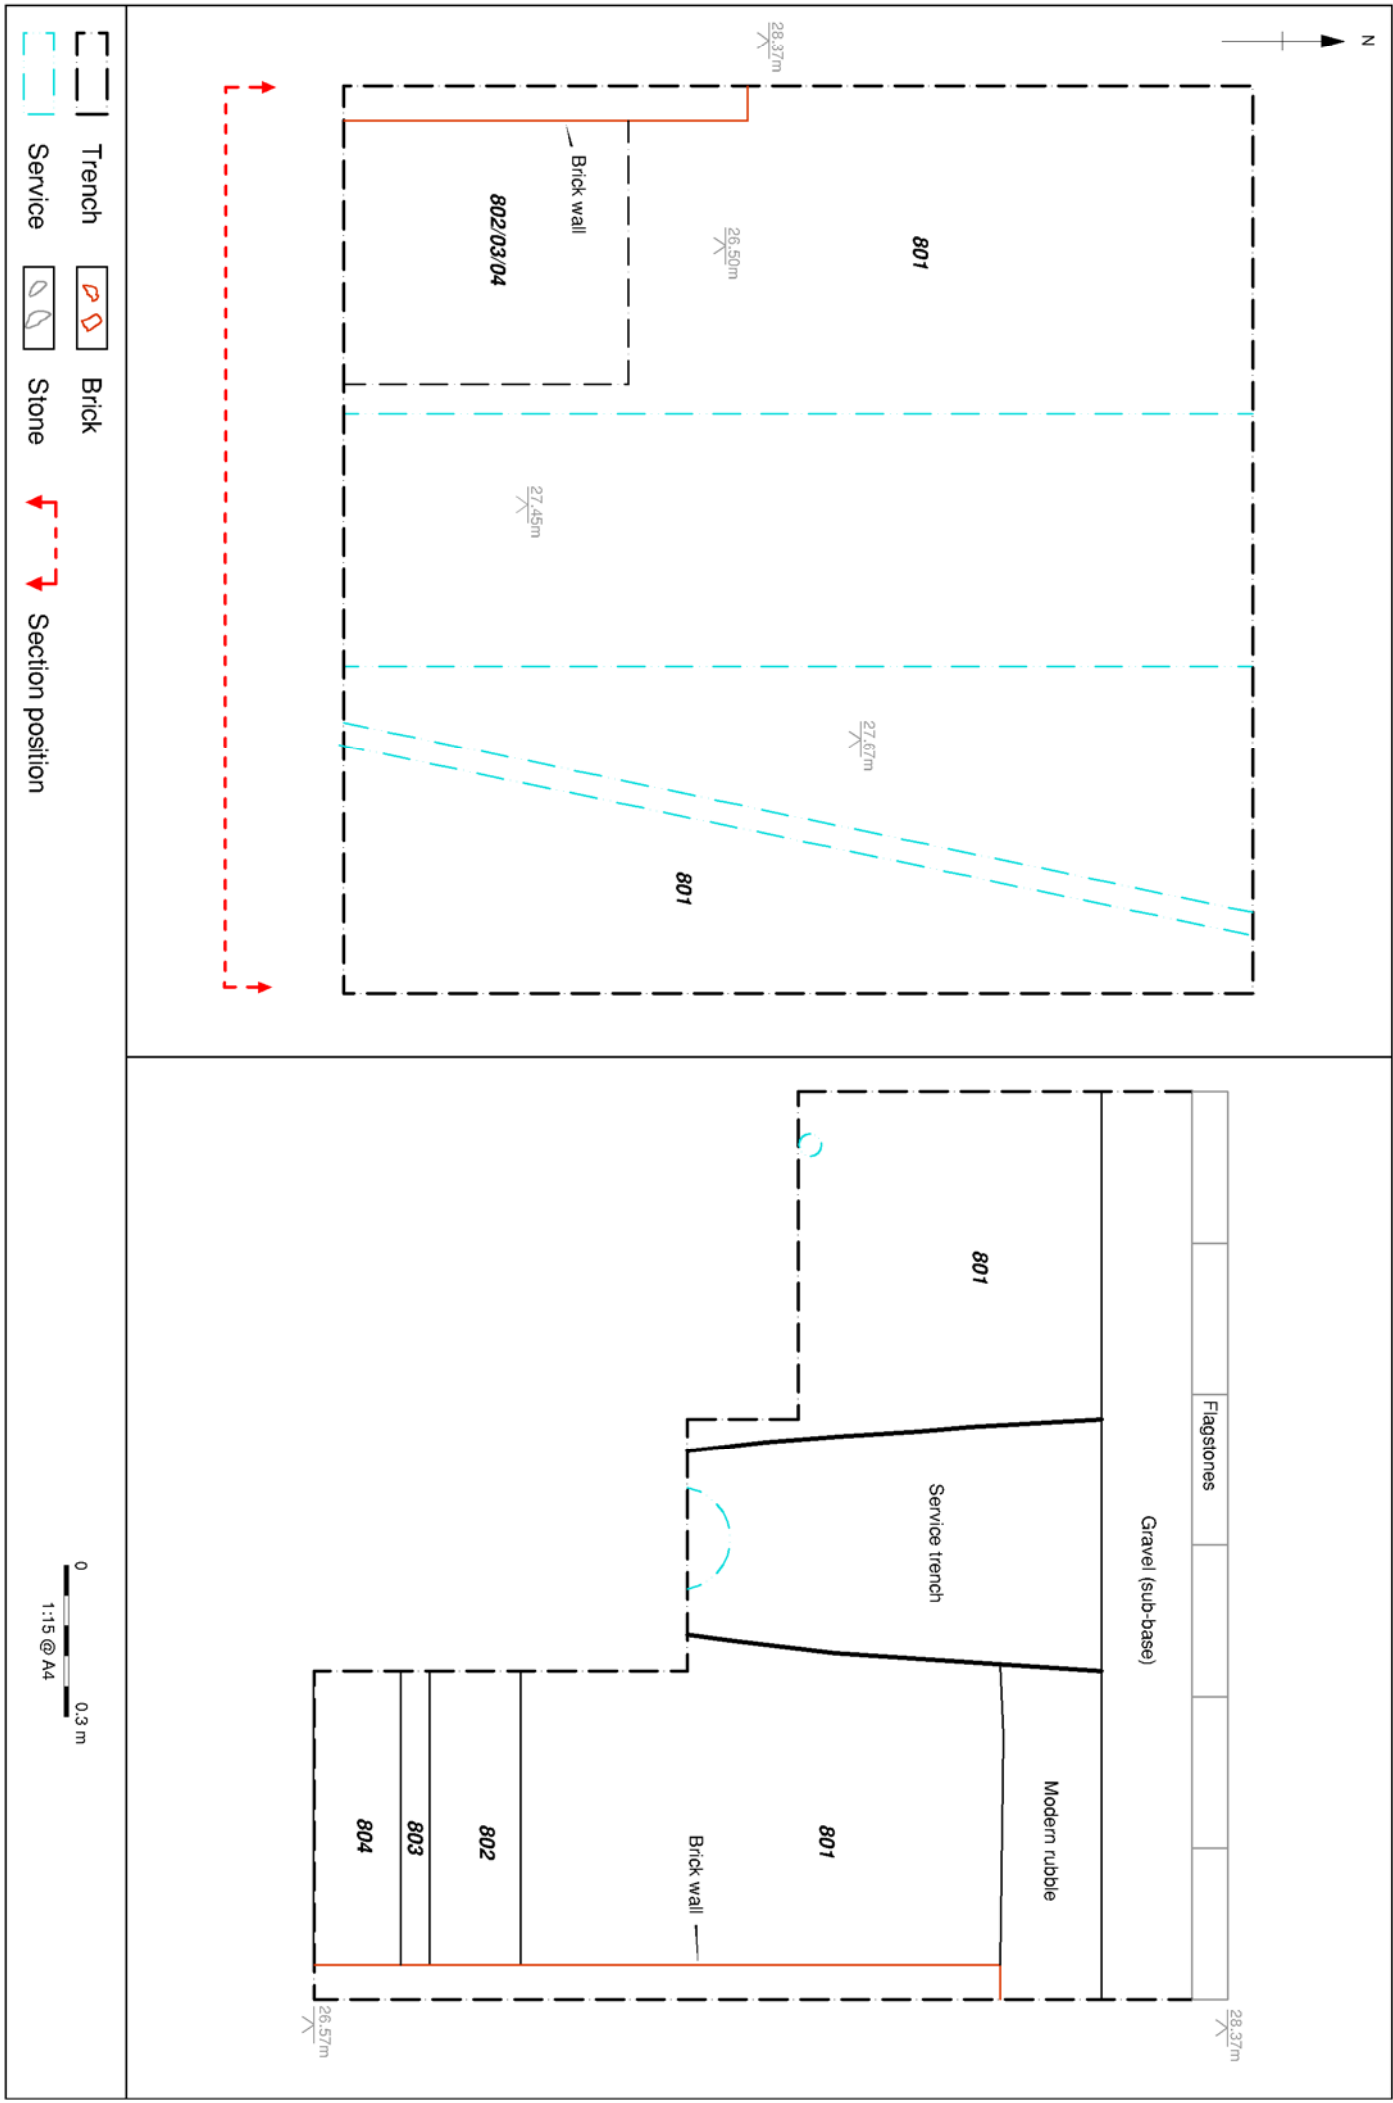 N
28.37m
801
26.50m
Brick wall
802/03/04
27.45m
27.67m
801
Flagstones
Gravel (sub-base)
801
Service trench
Modern rubble
801
Brick wall
802
803
804
28.37m
26.57m
Trench
Brick
Service
Stone
Section position
0
0.3 m
1:15 @ A4